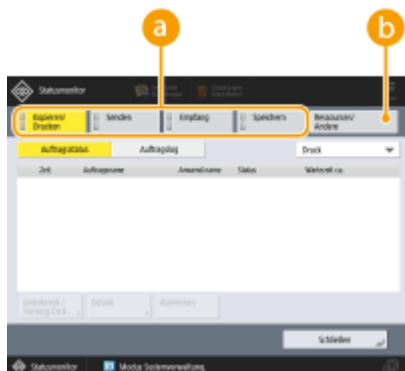 a
b
Statusmonitor
Kopieren/
Drucken
Senden
Empfang
Speichern
Ressourcen/
Andere
Auftragsstatus
Auftragslog
Druck
Zeit
Auftragsname
Anwendername
Status
Wartezeit ca.
Details
Abbrechen
Schließen
Statusmonitor
Modus Systemverwaltung